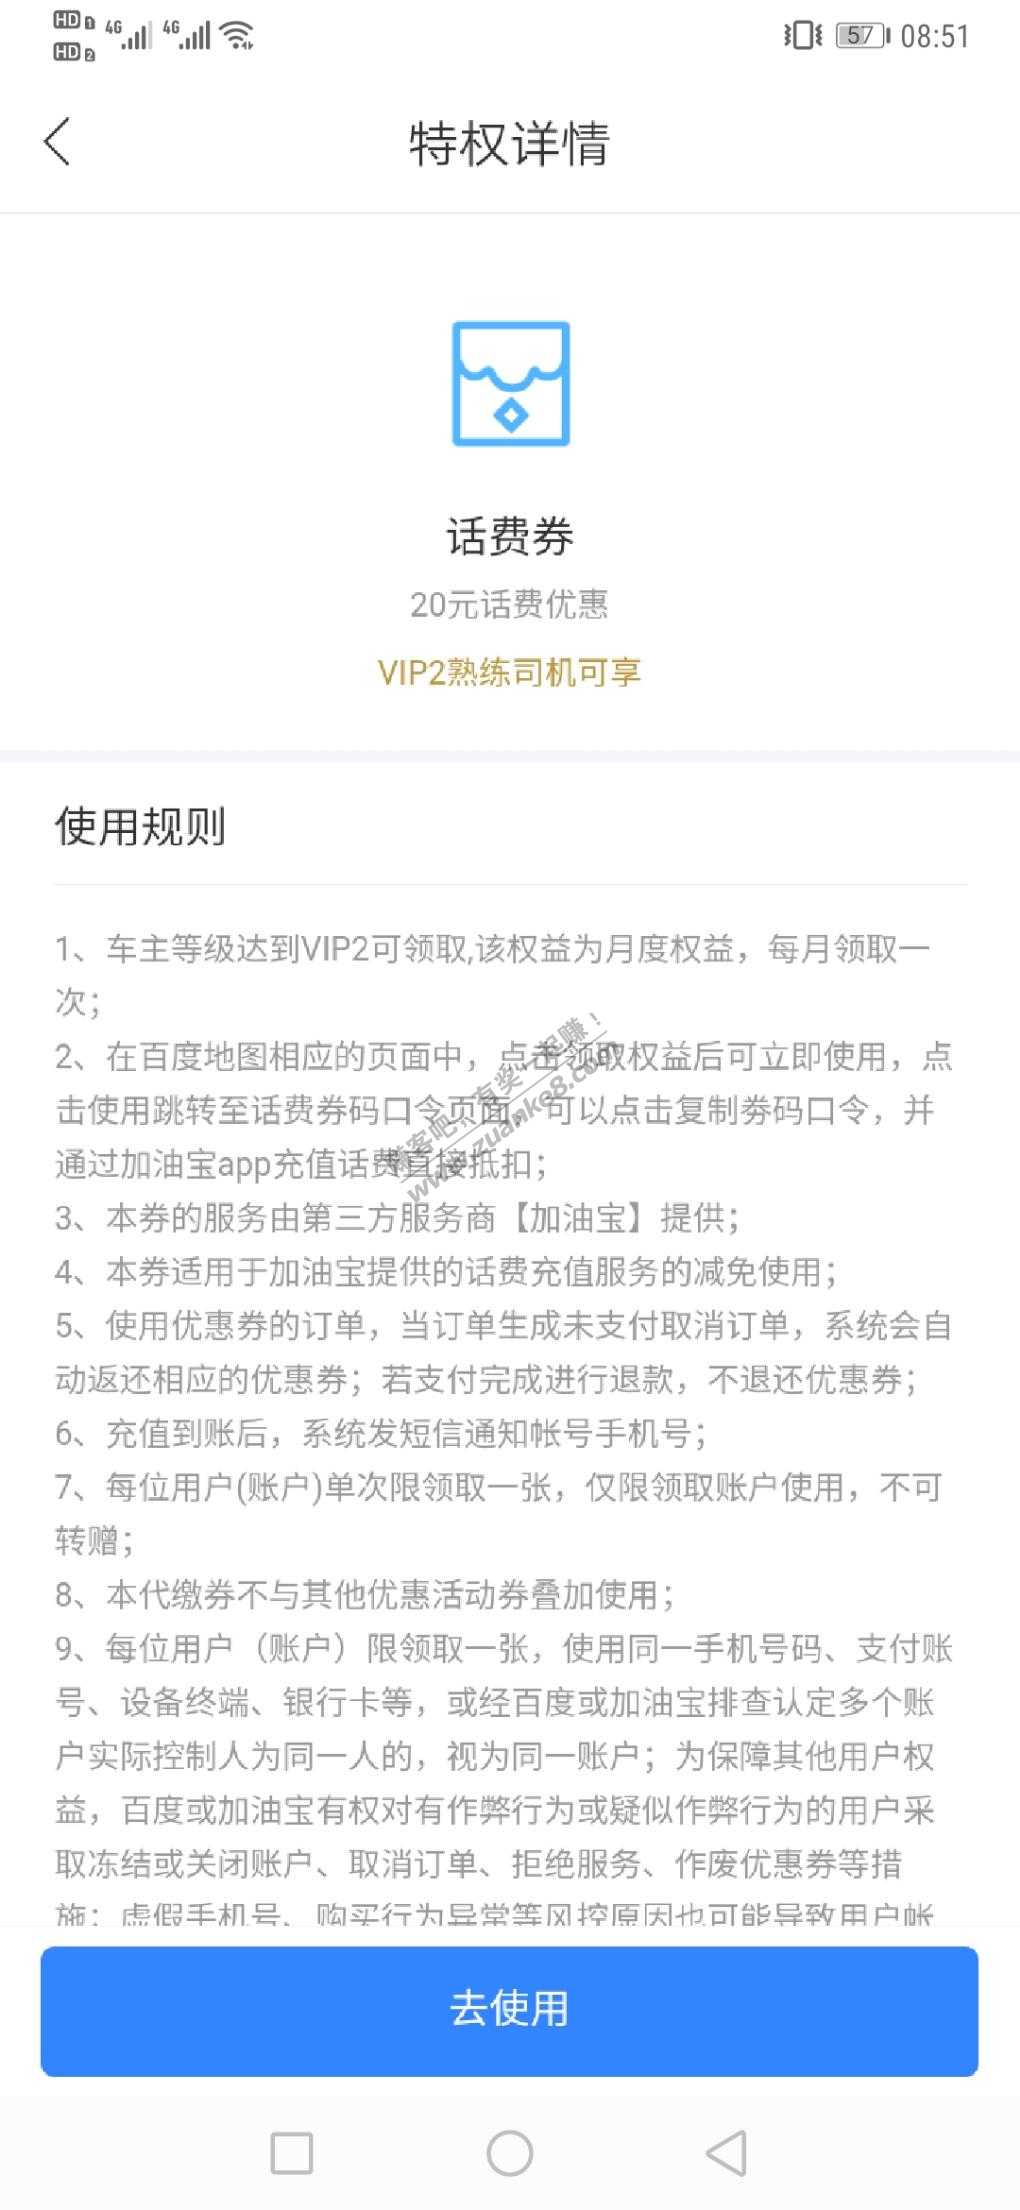 HD 1 4G 4G 57 08:51
HD 2
特权详情
话费券
20元话费优惠
VIP2熟练司机可享
使用规则
1、车主等级达到VIP2可领取,该权益为月度权益，每月领取一
次；
2、在百度地图相应的页面中，点击领取权益后可立即使用，点
击使用跳转至话费券码口令页面，可以点击复制券码口令，并
通过加油宝app充值话费直接抵扣；
3、本券的服务由第三方服务商【加油宝】提供；
4、本券适用于加油宝提供的话费充值服务的减免使用；
5、使用优惠券的订单，当订单生成未支付取消订单，系统会自
动返还相应的优惠券；若支付完成进行退款，不退还优惠券；
6、充值到账后，系统发短信通知帐号手机号；
7、每位用户(账户)单次限领取一张，仅限领取账户使用，不可
转赠；
8、本代缴券不与其他优惠活动券叠加使用；
9、每位用户（账户）限领取一张，使用同一手机号码、支付账
号、设备终端、银行卡等，或经百度或加油宝排查认定多个账
户实际控制人为同一人的，视为同一账户；为保障其他用户权
益，百度或加油宝有权对有作弊行为或疑似作弊行为的用户采
取冻结或关闭账户、取消订单、拒绝服务、作废优惠券等措
施；虚假手机号、购买行为异常等风控原因也可能导致用户帐
去使用
赚客吧，有奖一起赚！
www.zuanke8.com